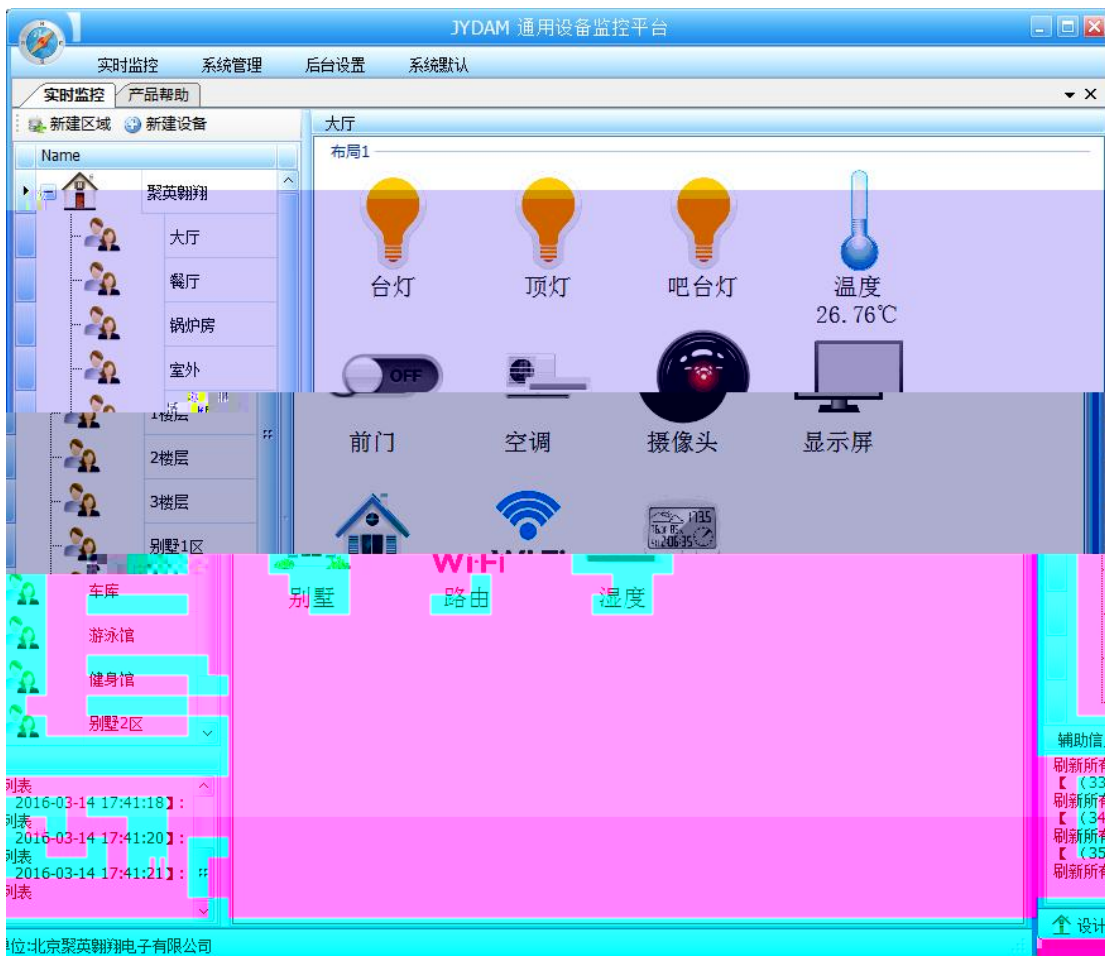 JYDAM 通用设备监控平台
实时监控 系统管理 后台设置 系统默认
实时监控 产品帮助
新建区域 新建设备
大厅
Name
布局1
聚英翱翔
大厅
餐厅
锅炉房
室外
1楼层
2楼层
3楼层
别墅1区
车库
游泳馆
健身馆
别墅2区
台灯 顶灯 吧台灯 温度
26.76℃
OFF
前门 空调 摄像头 显示屏
Wi-Fi
别墅 路由 湿度
列表
2016-03-14 17:41:18】:
列表
2016-03-14 17:41:20】:
列表
2016-03-14 17:41:21】:
列表
辅助信
刷新所有
【 (33
刷新所有
【 (34
刷新所有
【 (35
刷新所有
设计
位:北京聚英翱翔电子有限公司